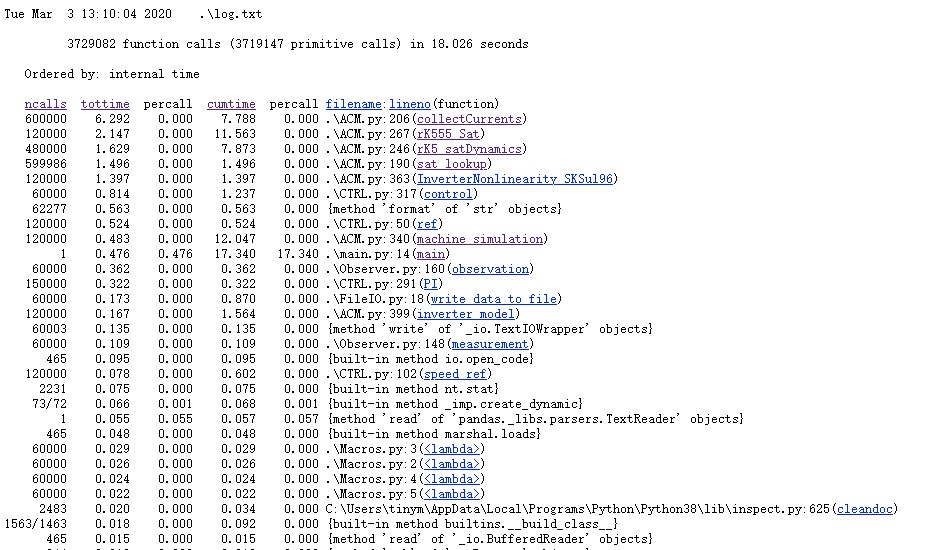 Tue Mar  3 13:10:04 2020    .\log.txt
3729082 function calls (3719147 primitive calls) in 18.026 seconds
Ordered by: internal time
ncalls  tottime  percall  cumtime  percall filename:lineno(function)
600000    6.292    0.000    7.788    0.000 .\ACM.py:206(collectCurrents)
120000    2.147    0.000   11.563    0.000 .\ACM.py:267(rK555_Sat)
480000    1.629    0.000    7.873    0.000 .\ACM.py:246(rK5_satDynamics)
599986    1.496    0.000    1.496    0.000 .\ACM.py:190(sat_lookup)
120000    1.397    0.000    1.397    0.000 .\ACM.py:363(InverterNonlinearity_SKSul96)
60000    0.814    0.000    1.237    0.000 .\CTRL.py:317(control)
62277    0.563    0.000    0.563    0.000 {method 'format' of 'str' objects}
120000    0.524    0.000    0.524    0.000 .\CTRL.py:50(ref)
120000    0.483    0.000   12.047    0.000 .\ACM.py:340(machine_simulation)
1    0.476    0.476   17.340   17.340 .\main.py:14(main)
60000    0.362    0.000    0.362    0.000 .\Observer.py:160(observation)
150000    0.322    0.000    0.322    0.000 .\CTRL.py:291(PI)
60000    0.173    0.000    0.870    0.000 .\FileIO.py:18(write_data_to_file)
120000    0.167    0.000    1.564    0.000 .\ACM.py:399(inverter_model)
60003    0.135    0.000    0.135    0.000 {method 'write' of '_io.TextIOWrapper' objects}
60000    0.109    0.000    0.109    0.000 .\Observer.py:148(measurement)
465    0.095    0.000    0.095    0.000 {built-in method io.open_code}
120000    0.078    0.000    0.602    0.000 .\CTRL.py:102(speed_ref)
2231    0.075    0.000    0.075    0.000 {built-in method nt.stat}
73/72    0.066    0.001    0.068    0.001 {built-in method _imp.create_dynamic}
1    0.055    0.055    0.057    0.057 {method 'read' of 'pandas._libs.parsers.TextReader' objects}
465    0.048    0.000    0.048    0.000 {built-in method marshal.loads}
60000    0.029    0.000    0.029    0.000 .\Macros.py:3(<lambda>)
60000    0.026    0.000    0.026    0.000 .\Macros.py:2(<lambda>)
60000    0.024    0.000    0.024    0.000 .\Macros.py:4(<lambda>)
60000    0.022    0.000    0.022    0.000 .\Macros.py:5(<lambda>)
2483    0.020    0.000    0.034    0.000 C:\Users\tinym\AppData\Local\Programs\Python\Python38\lib\inspect.py:625(cleandoc)
1563/1463    0.018    0.000    0.092    0.000 {built-in method builtins.__build_class__}
465    0.015    0.000    0.015    0.000 {method 'read' of '_io.BufferedReader' objects}